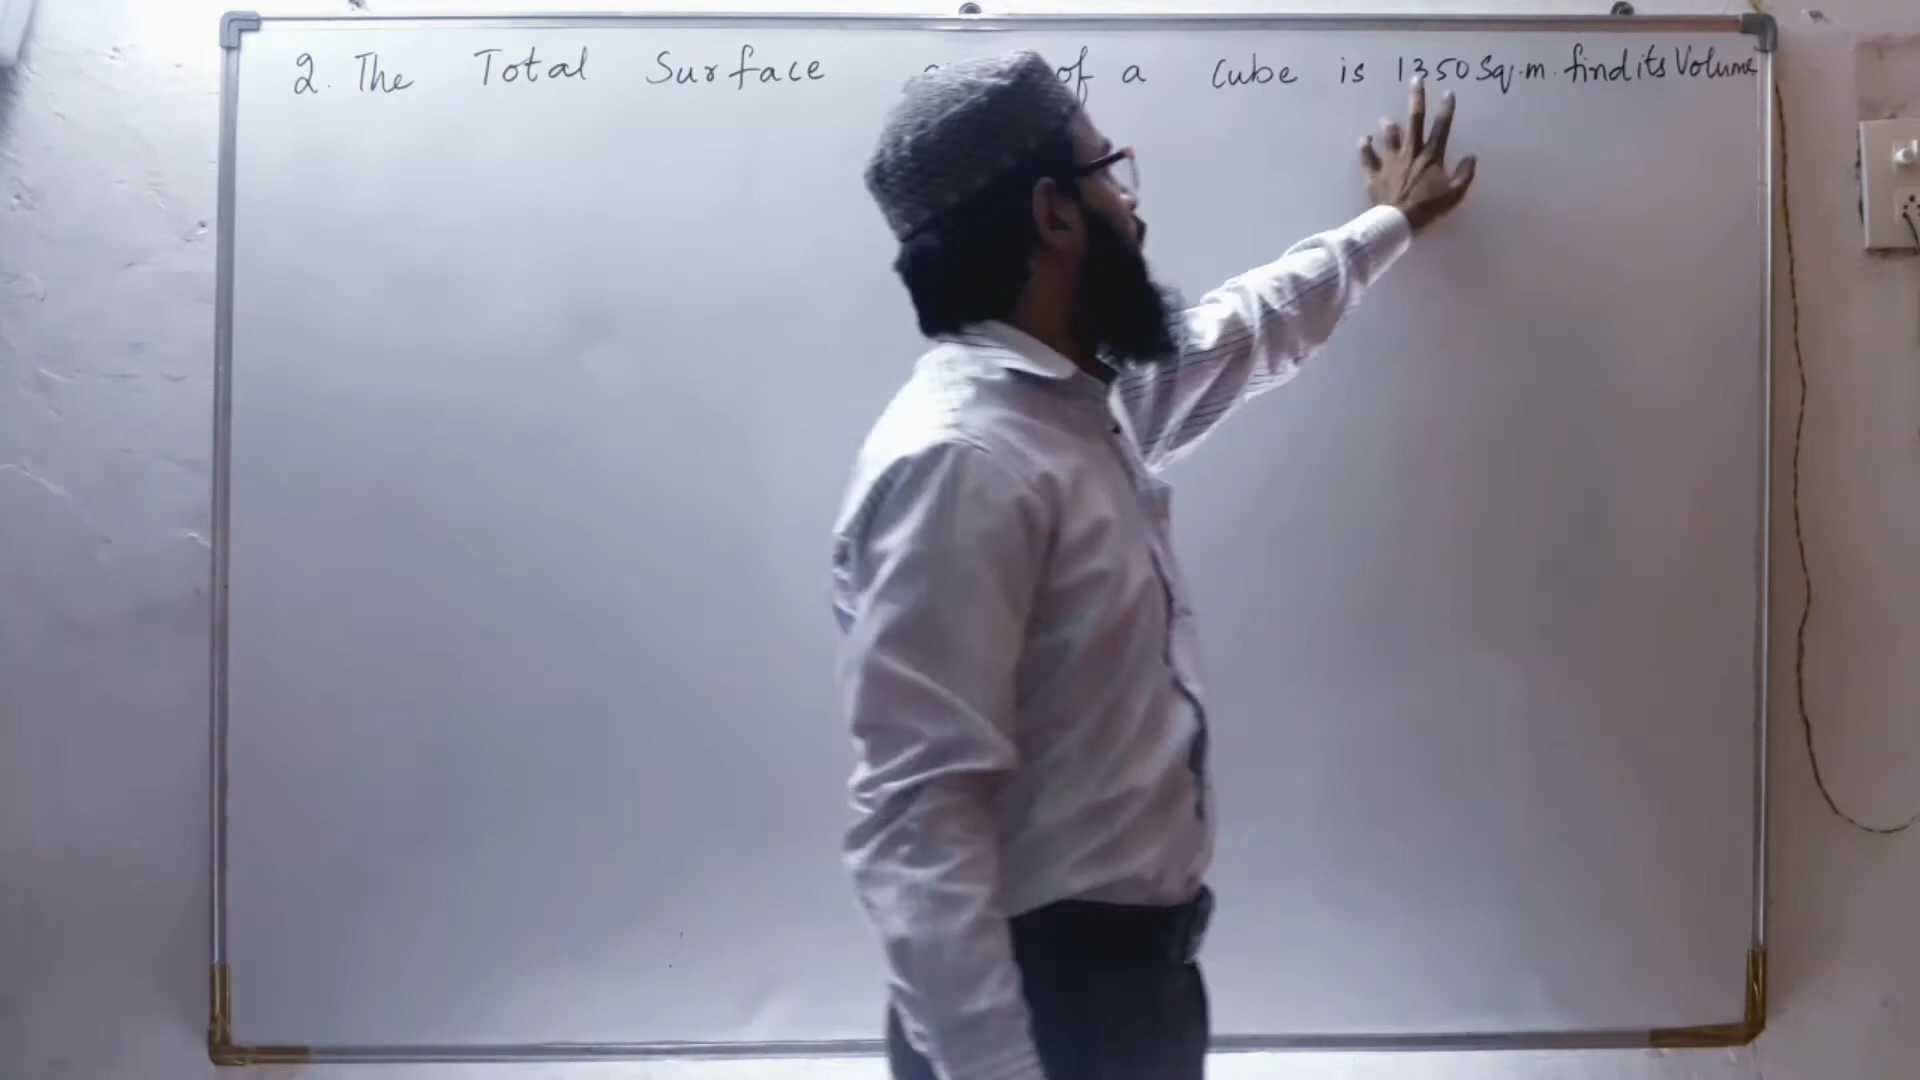 2. The Total Surface of a Cube is 1350 Sq.m. find its Volume